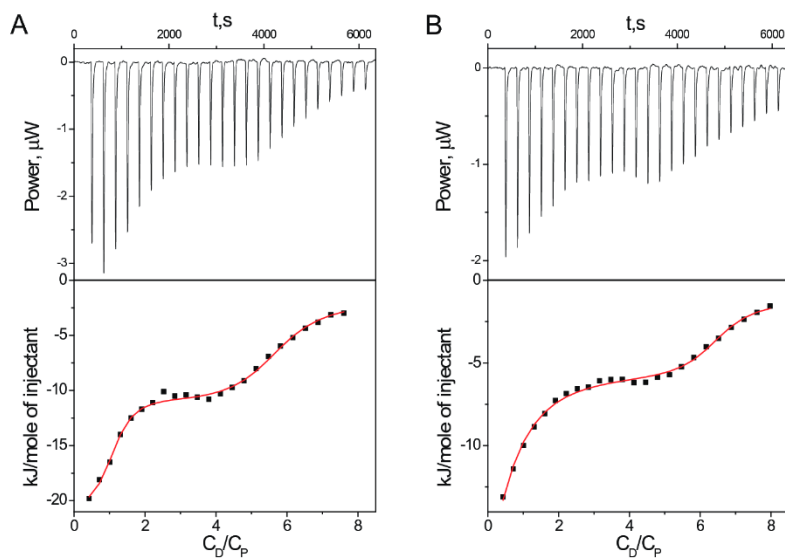 A
t,s
0 2000 4000 6000
0
-1
-2
-3
Power, µW
0
-5
-10
-15
-20
kJ/mole of injectant
0 2 4 6 8
C_D/C_P
B
t,s
0 2000 4000 6000
0
-1
-2
Power, µW
0
-5
-10
kJ/mole of injectant
0 2 4 6 8
C_D/C_P